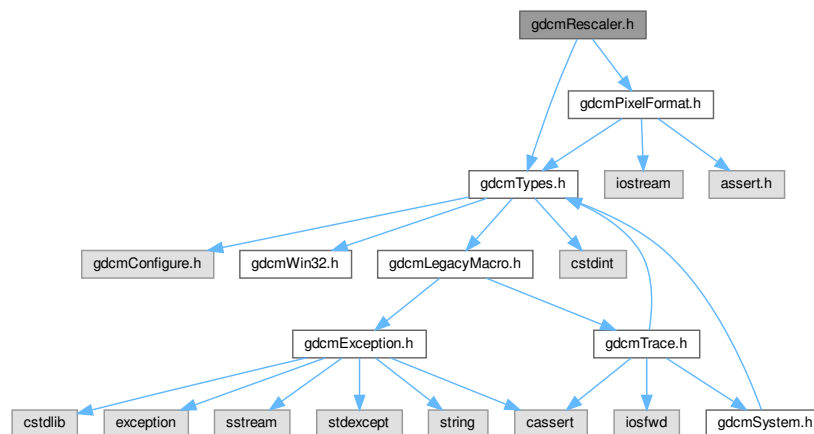 gdcmRescaler.h
gdcmPixelFormat.h
gdcmTypes.h
iostream
assert.h
gdcmConfigure.h
gdcmWin32.h
gdcmLegacyMacro.h
cstdint
gdcmException.h
gdcmTrace.h
cstdlib
exception
sstream
stdexcept
string
cassert
iosfwd
gdcmSystem.h